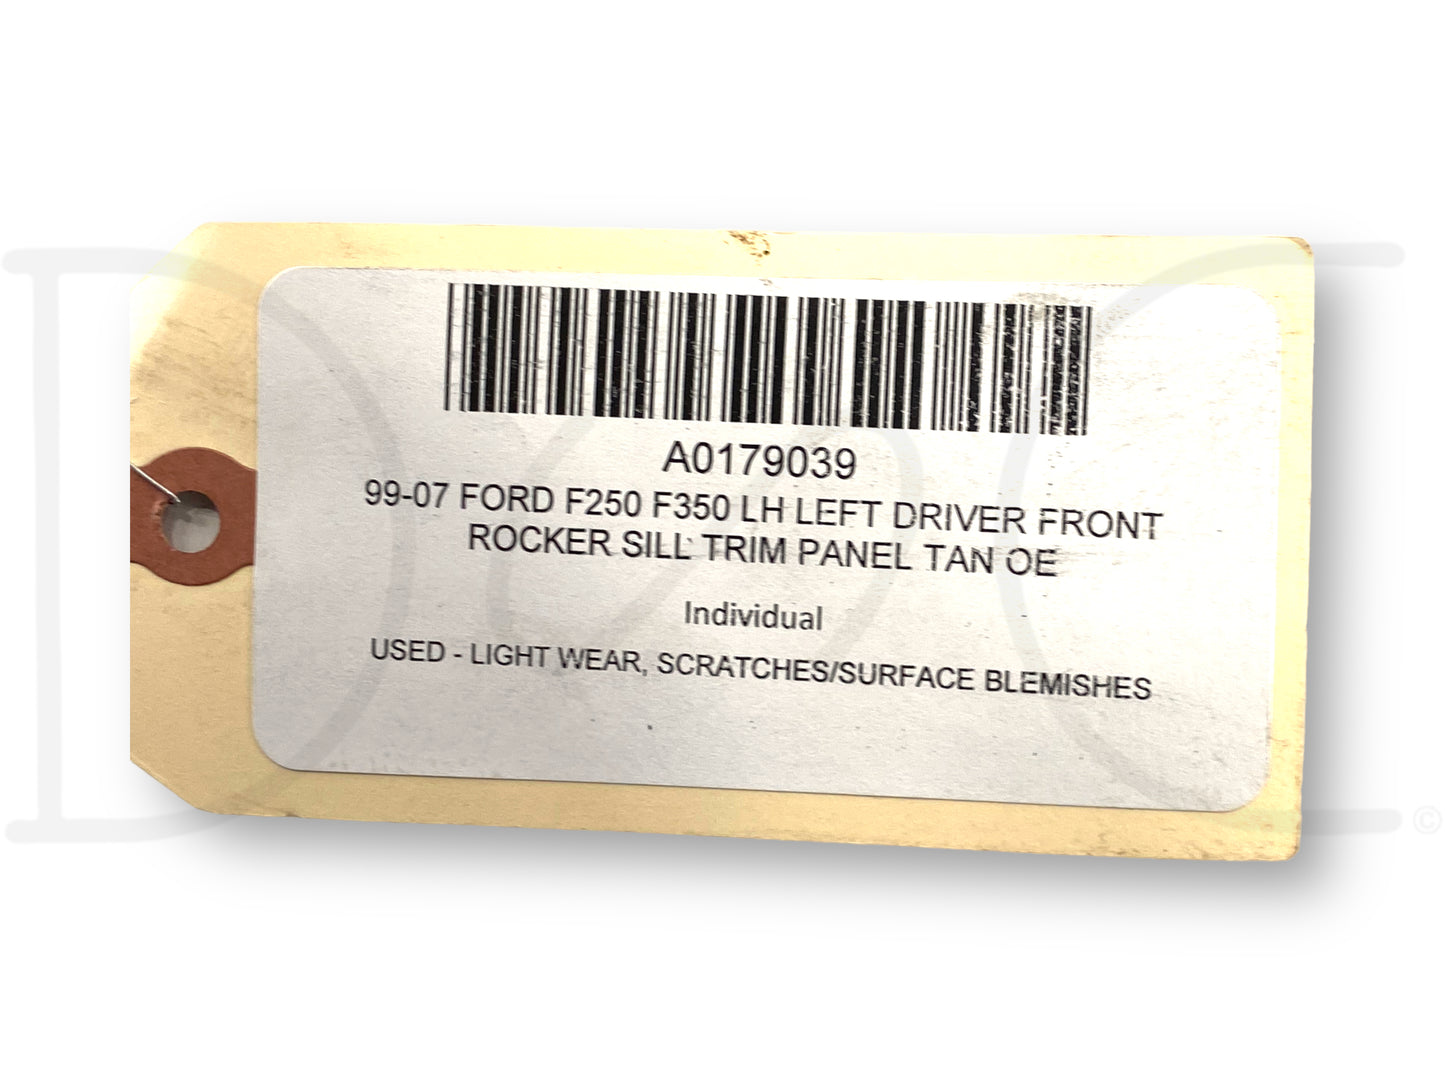 A0179039
99-07 FORD F250 F350 LH LEFT DRIVER FRONT
ROCKER SILL TRIM PANEL TAN OE
Individual
USED - LIGHT WEAR, SCRATCHES/SURFACE BLEMISHES
©